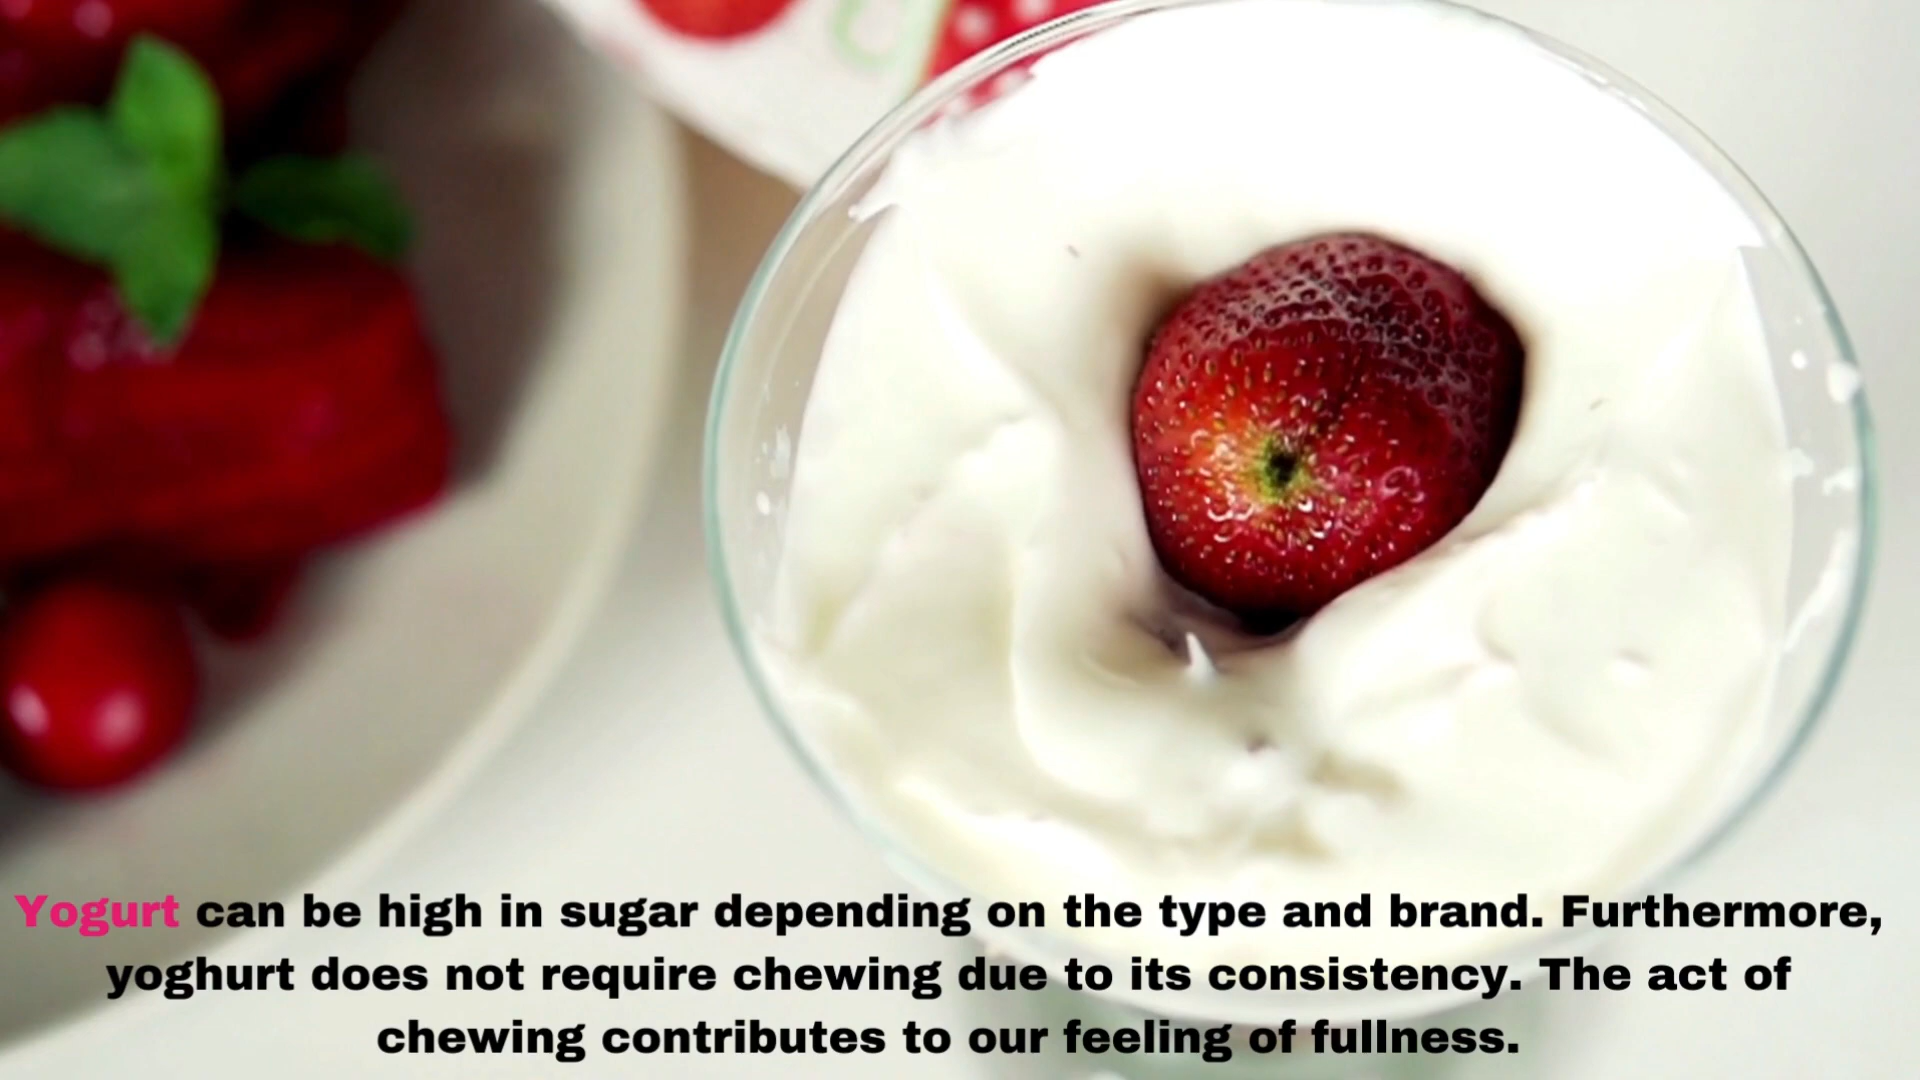 Yogurt can be high in sugar depending on the type and brand. Furthermore,
yoghurt does not require chewing due to its consistency. The act of
chewing contributes to our feeling of fullness.